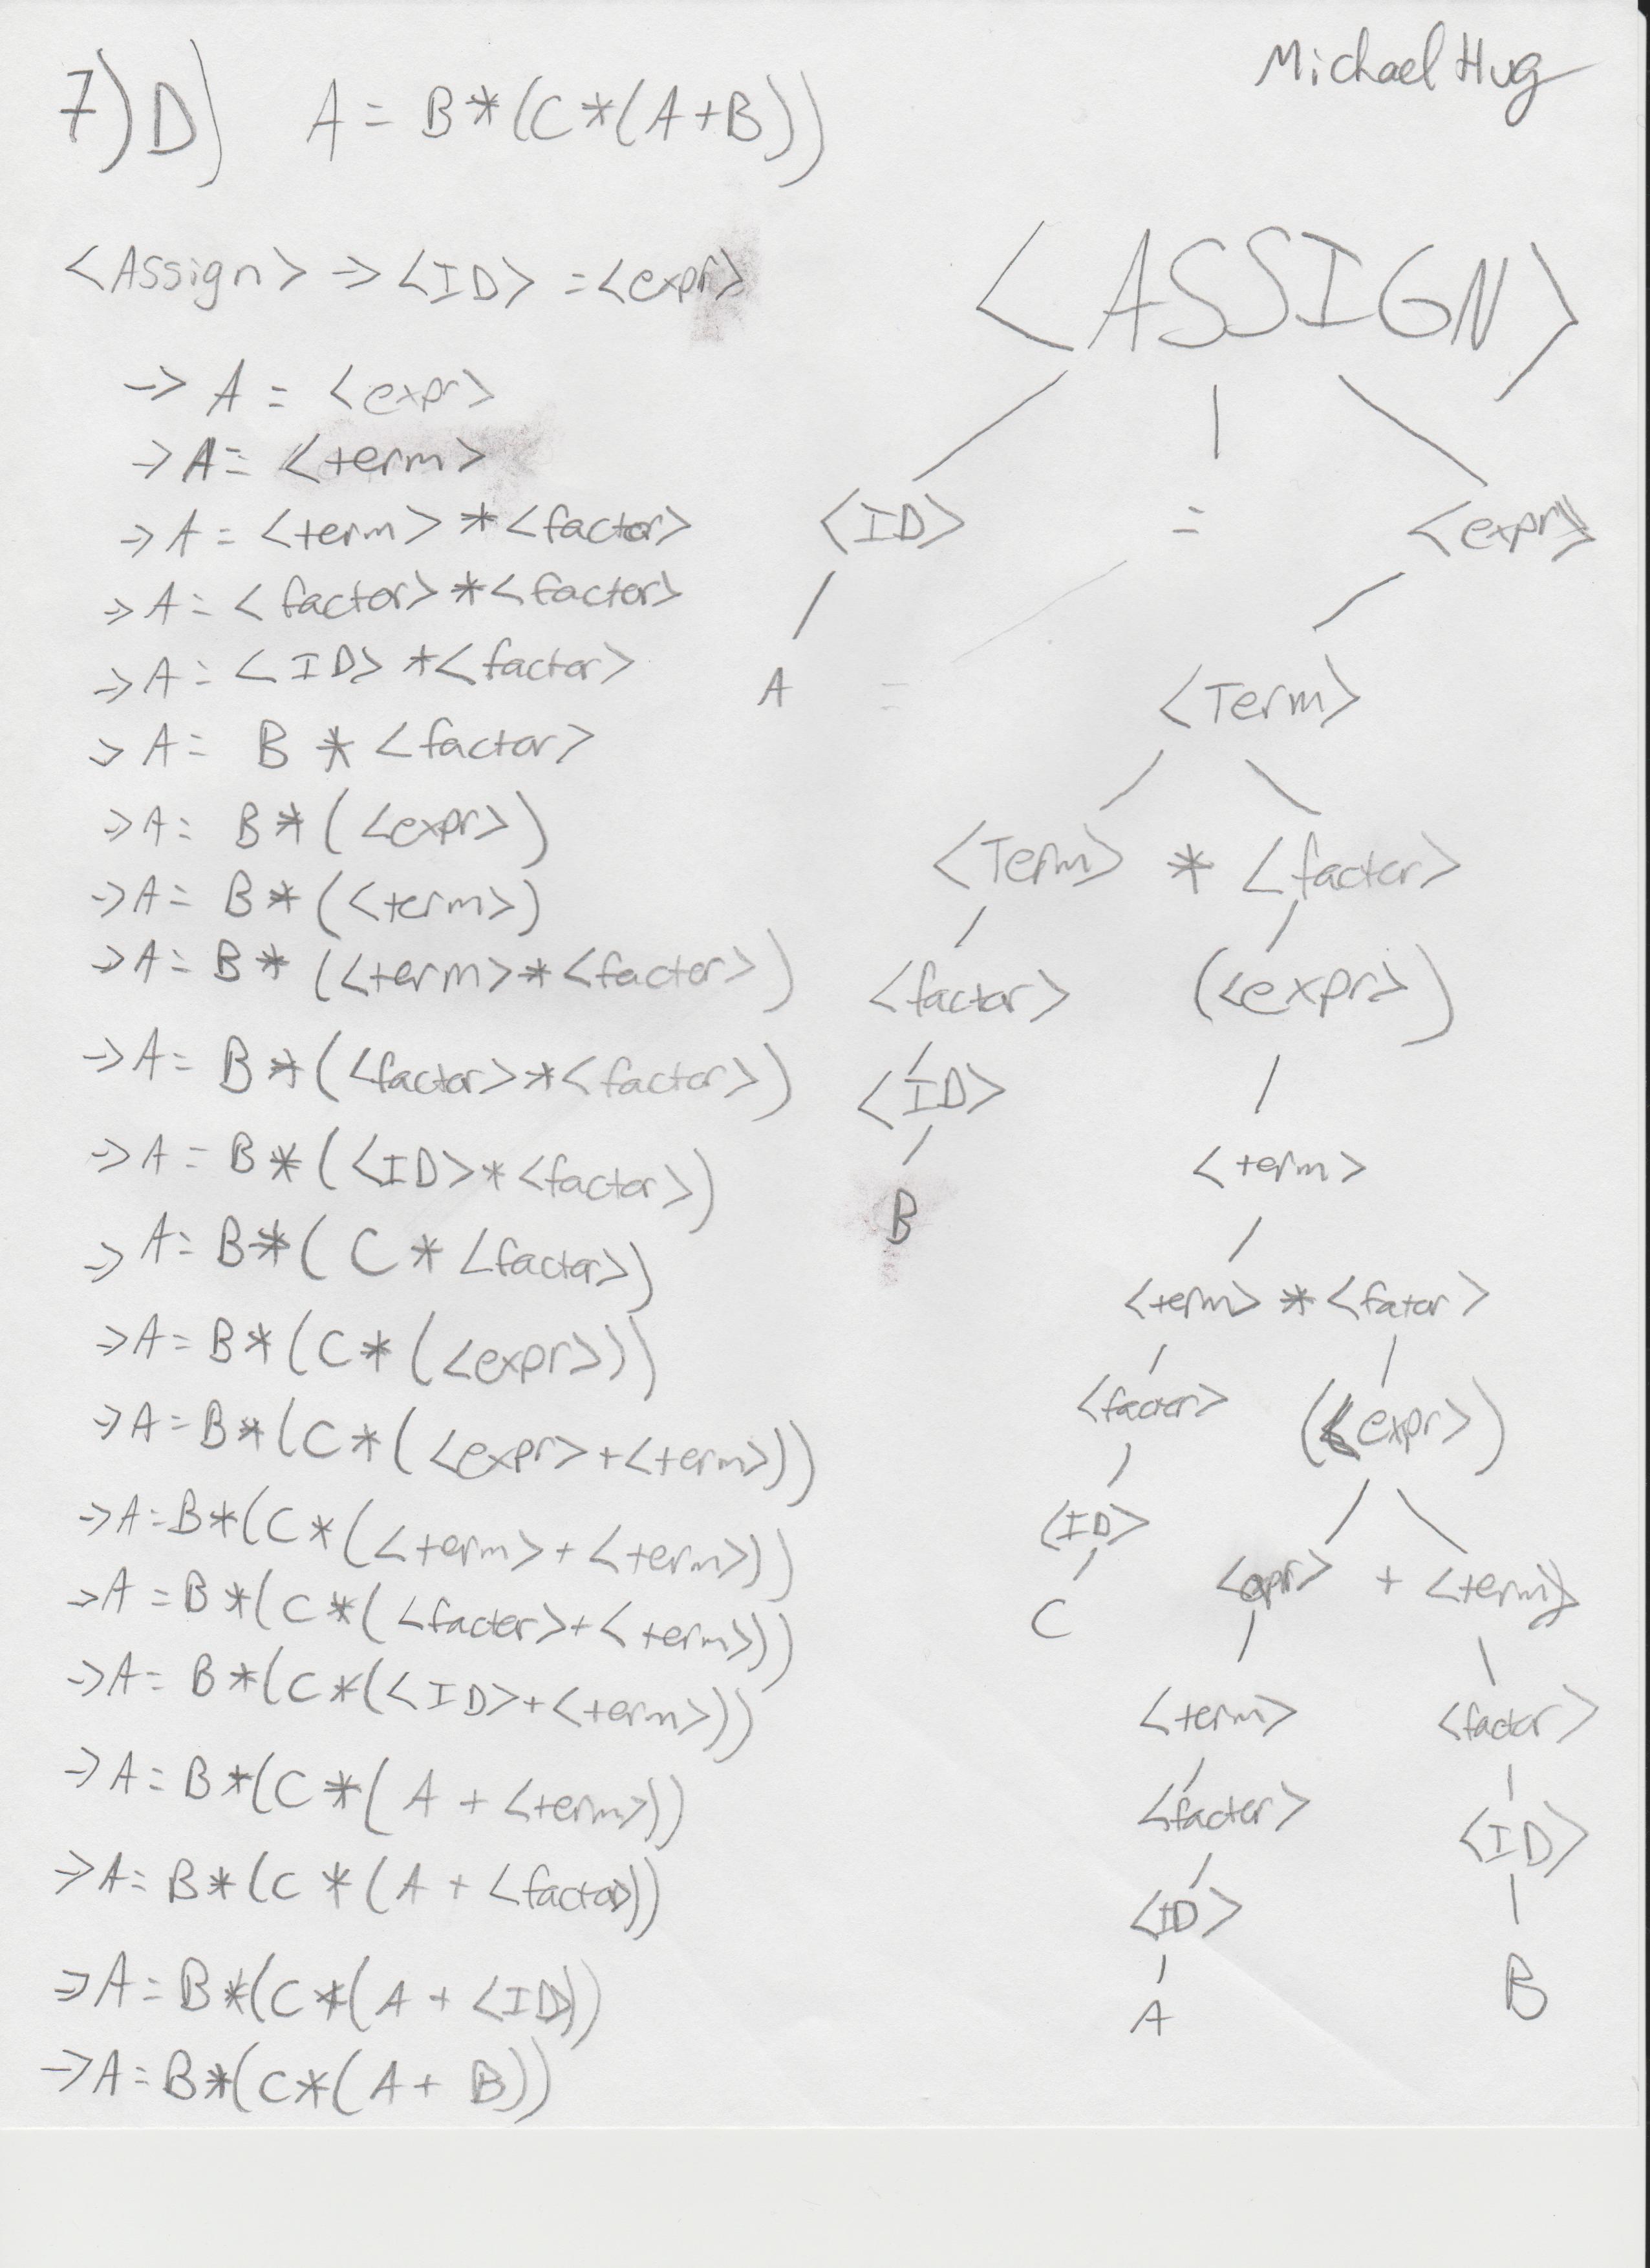 Michael Hug
7) D) A = B*(C*(A+B))
<Assign> → <ID> = <expr>
→ A = <expr>
→ A = <term>
→ A = <term> * <factor>
→ A = <factor> * <factor>
→ A = <ID> * <factor>
→ A = B * <factor>
→ A = B * (<expr>)
→ A = B * (<term>)
→ A = B * (<term> * <factor>)
→ A = B * (<factor> * <factor>)
→ A = B * (<ID> * <factor>)
→ A = B * (C * <factor>)
→ A = B * (C * (<expr>))
→ A = B * (C * (<expr> + <term>))
→ A = B * (C * (<term> + <term>))
→ A = B * (C * (<factor> + <term>))
→ A = B * (C * (<ID> + <term>))
→ A = B * (C * (A + <term>))
→ A = B * (C * (A + <factor>))
→ A = B * (C * (A + <ID>))
→ A = B * (C * (A + B))
<ASSIGN>
<ID> = <expr>
A = <Term>
<Term> * <factor>
<factor> (<expr>)
<ID>
<term>
B
<term> * <fator>
<factor> (<expr>)
<ID>
<expr> + <term>
C
<term> <factor>
<factor> <ID>
<ID>
B
A